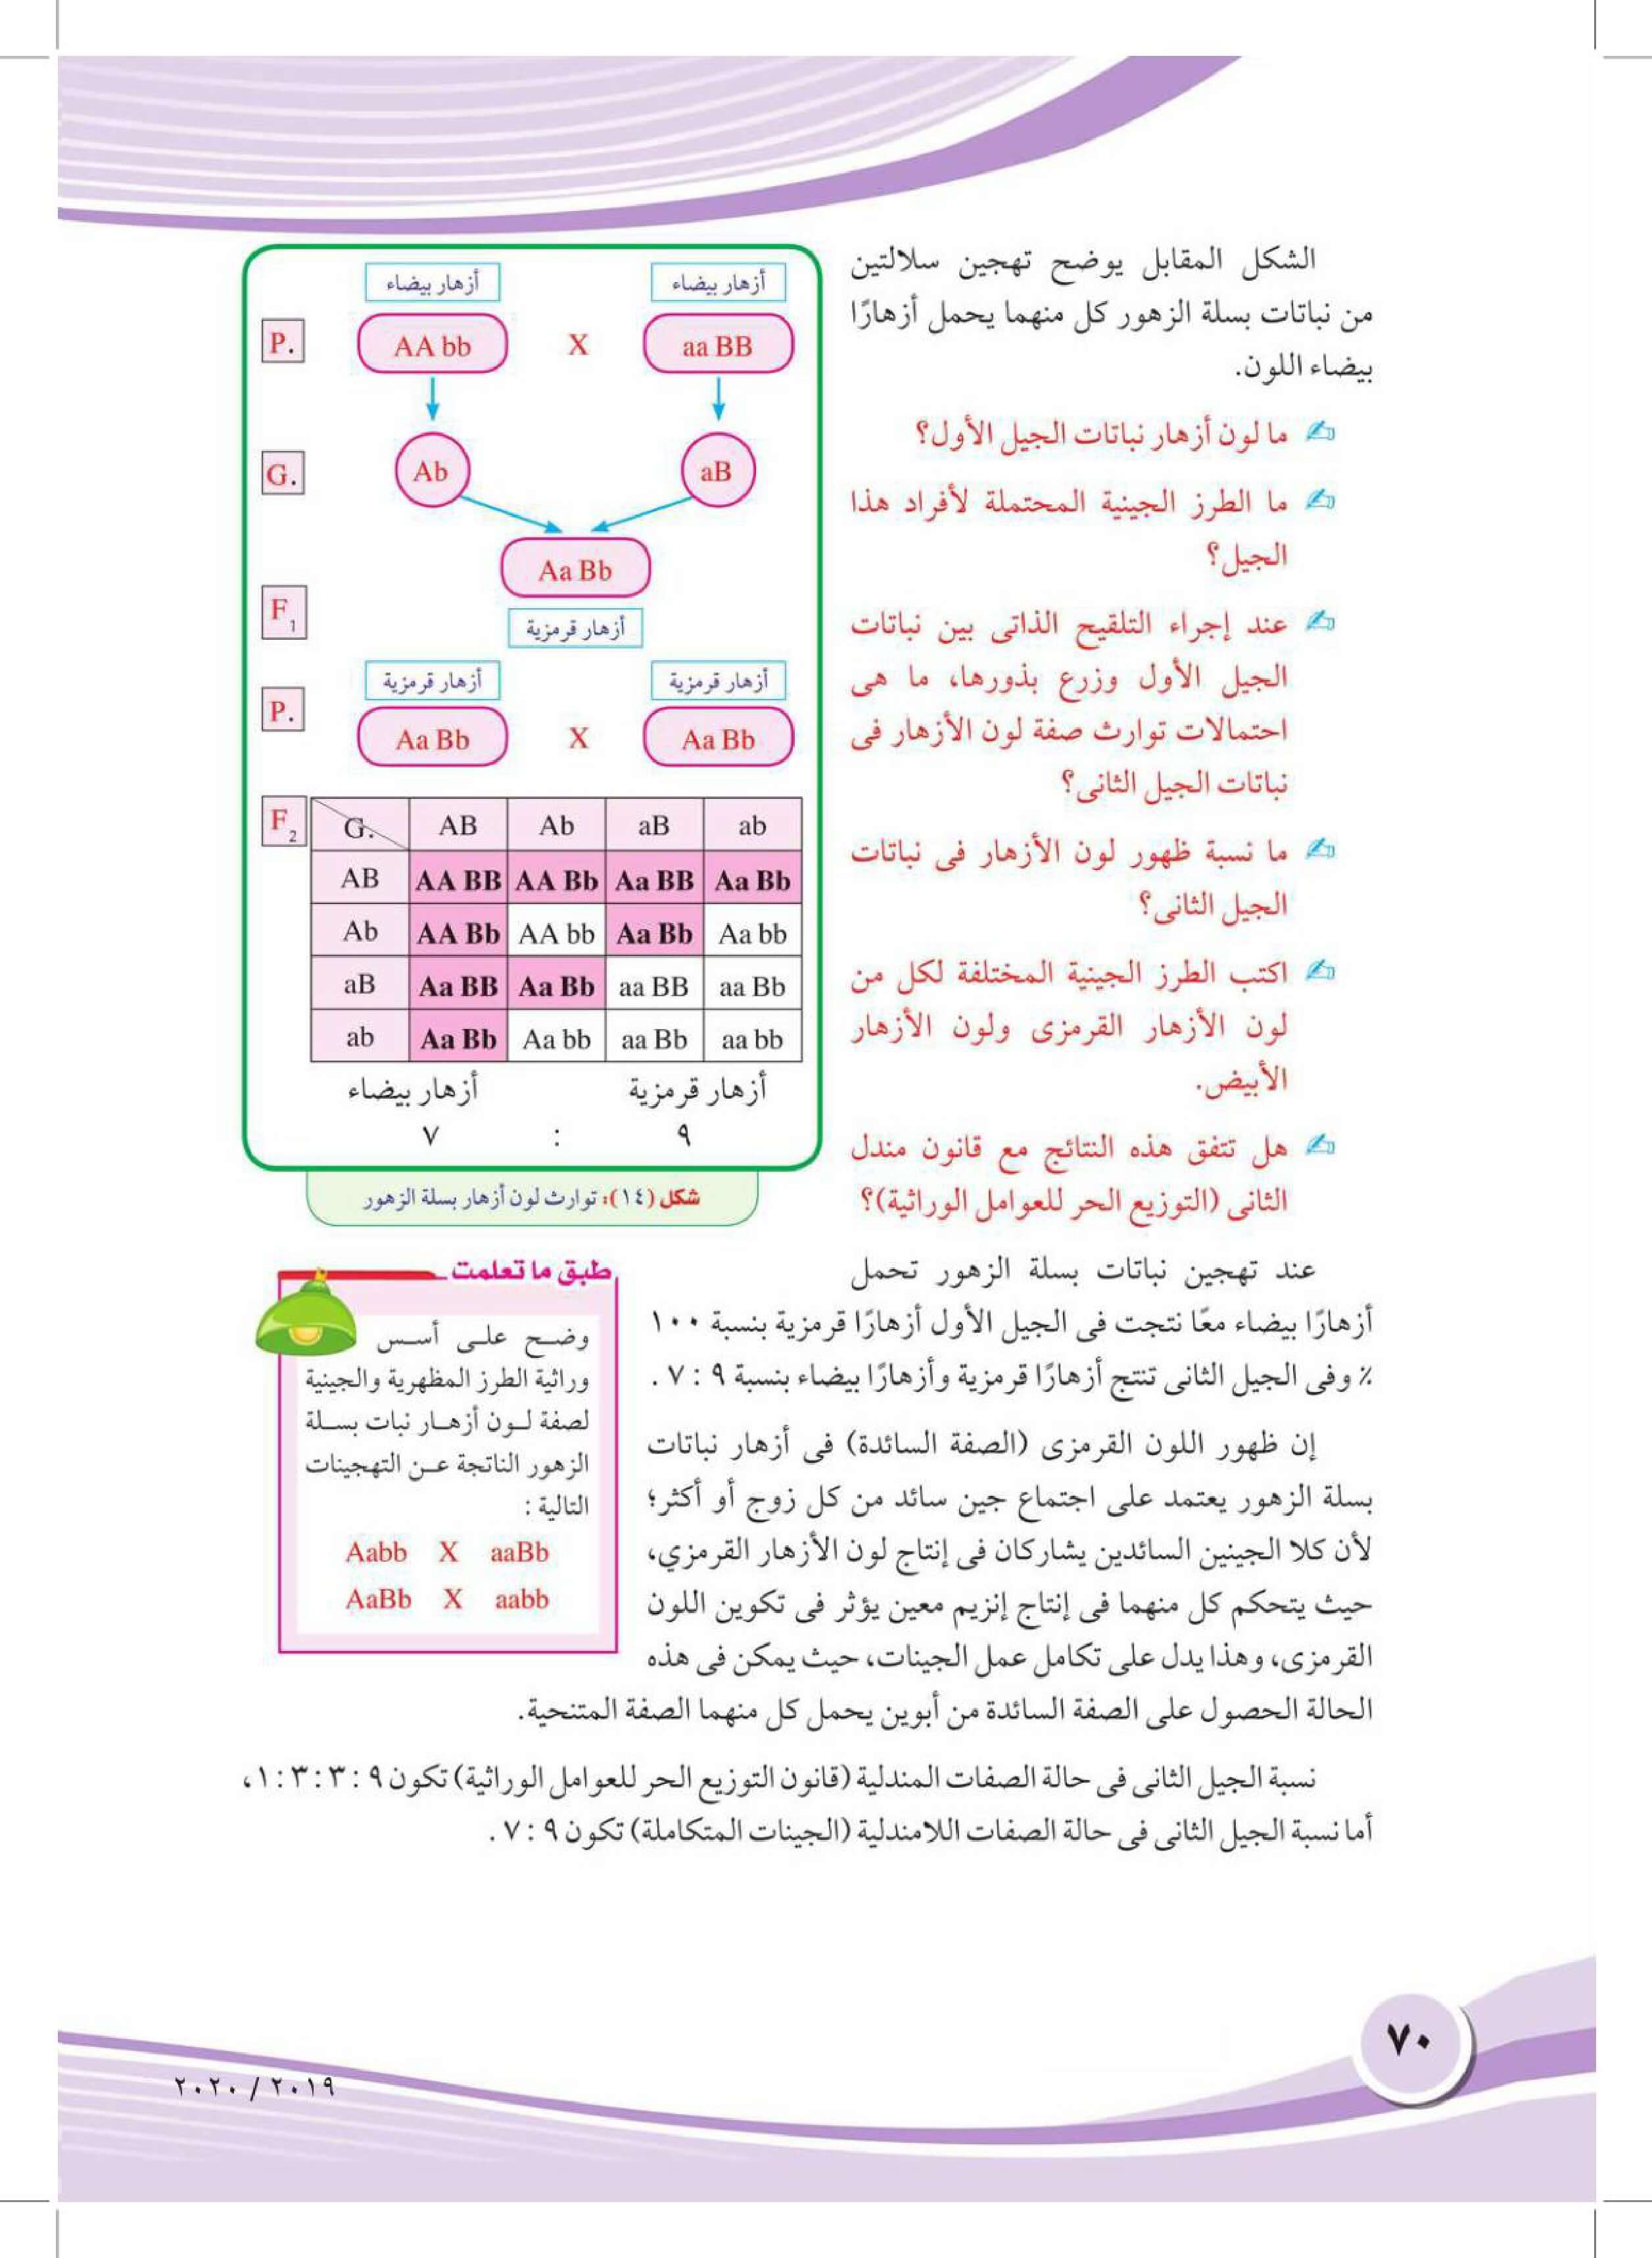 الشكل المقابل يوضح تهجين سلالتين
من نباتات بسلة الزهور كل منهما يحمل أزهارًا
بيضاء اللون.
ما لون أزهار نباتات الجيل الأول؟
ما الطرز الجينية المحتملة لأفراد هذا
الجيل؟
عند إجراء التلقيح الذاتى بين نباتات
الجيل الأول وزرع بذورها، ما هى
احتمالات توارث صفة لون الأزهار فى
نباتات الجيل الثانى؟
ما نسبة ظهور لون الأزهار فى نباتات
الجيل الثانى؟
اكتب الطرز الجينية المختلفة لكل من
لون الأزهار القرمزى ولون الأزهار
الأبيض.
هل تتفق هذه النتائج مع قانون مندل
الثانى (التوزيع الحر للعوامل الوراثية)؟
أزهار بيضاء أزهار بيضاء
P. AA bb X aa BB
G. Ab aB
Aa Bb
F1
أزهار قرمزية
أزهار قرمزية أزهار قرمزية
P. Aa Bb X Aa Bb
F2 G. AB Ab aB ab
AB AA BB AA Bb Aa BB Aa Bb
Ab AA Bb AA bb Aa Bb Aa bb
aB Aa BB Aa Bb aa BB aa Bb
ab Aa Bb Aa bb aa Bb aa bb
أزهار قرمزية أزهار بيضاء
٩ : ٧
شكل (١٤): توارث لون أزهار بسلة الزهور
عند تهجين نباتات بسلة الزهور تحمل
أزهارًا بيضاء معًا نتجت فى الجيل الأول أزهارًا قرمزية بنسبة ١٠٠
٪ وفى الجيل الثانى تنتج أزهارًا قرمزية وأزهارًا بيضاء بنسبة ٩ : ٧ .
إن ظهور اللون القرمزى (الصفة السائدة) فى أزهار نباتات
بسلة الزهور يعتمد على اجتماع جين سائد من كل زوج أو أكثر؛
لأن كلا الجينين السائدين يشاركان فى إنتاج لون الأزهار القرمزي،
حيث يتحكم كل منهما فى إنتاج إنزيم معين يؤثر فى تكوين اللون
القرمزى، وهذا يدل على تكامل عمل الجينات، حيث يمكن فى هذه
الحالة الحصول على الصفة السائدة من أبوين يحمل كل منهما الصفة المتنحية.
طبق ما تعلمت
وضح على أسس
وراثية الطرز المظهرية والجينية
لصفة لون أزهار نبات بسلة
الزهور الناتجة عن التهجينات
التالية :
Aabb X aaBb
AaBb X aabb
نسبة الجيل الثانى فى حالة الصفات المندلية (قانون التوزيع الحر للعوامل الوراثية) تكون ٩ : ٣ : ٣ : ١،
أما نسبة الجيل الثانى فى حالة الصفات اللامندلية (الجينات المتكاملة) تكون ٩ : ٧ .
٧٠
٢٠١٩ / ٢٠٢٠